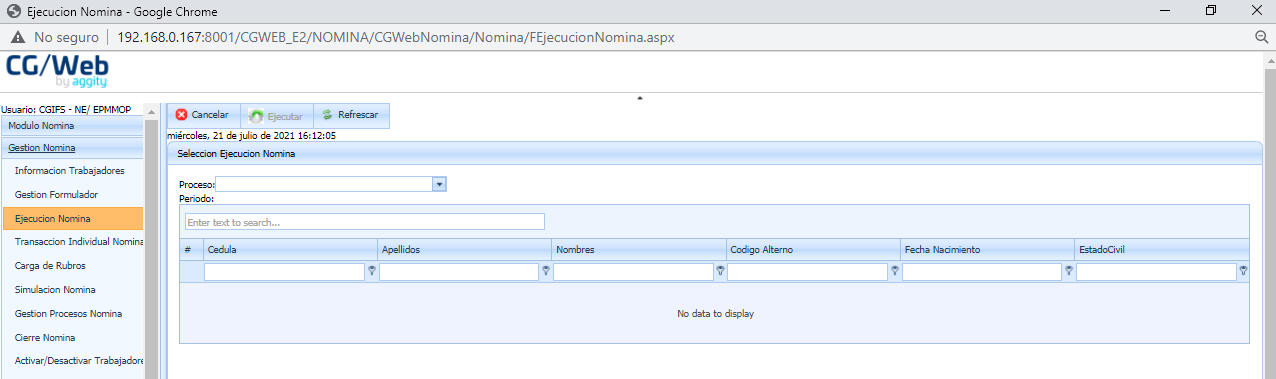 Ejecucion Nomina - Google Chrome
No seguro | 192.168.0.167:8001/CGWEB_E2/NOMINA/CGWebNomina/Nomina/FEjecucionNomina.aspx
CG/Web
by aggity
Usuario: CGIF5 - NE/ EPMMOP
Modulo Nomina
Gestion Nomina
Informacion Trabajadores
Gestion Formulador
Ejecucion Nomina
Transaccion Individual Nomina
Carga de Rubros
Simulacion Nomina
Gestion Procesos Nomina
Cierre Nomina
Activar/Desactivar Trabajadore
Cancelar Ejecutar Refrescar
miércoles, 21 de julio de 2021 16:12:05
Seleccion Ejecucion Nomina
Proceso:
Periodo:
Enter text to search...
# Cedula Apellidos Nombres Codigo Alterno Fecha Nacimiento EstadoCivil
No data to display